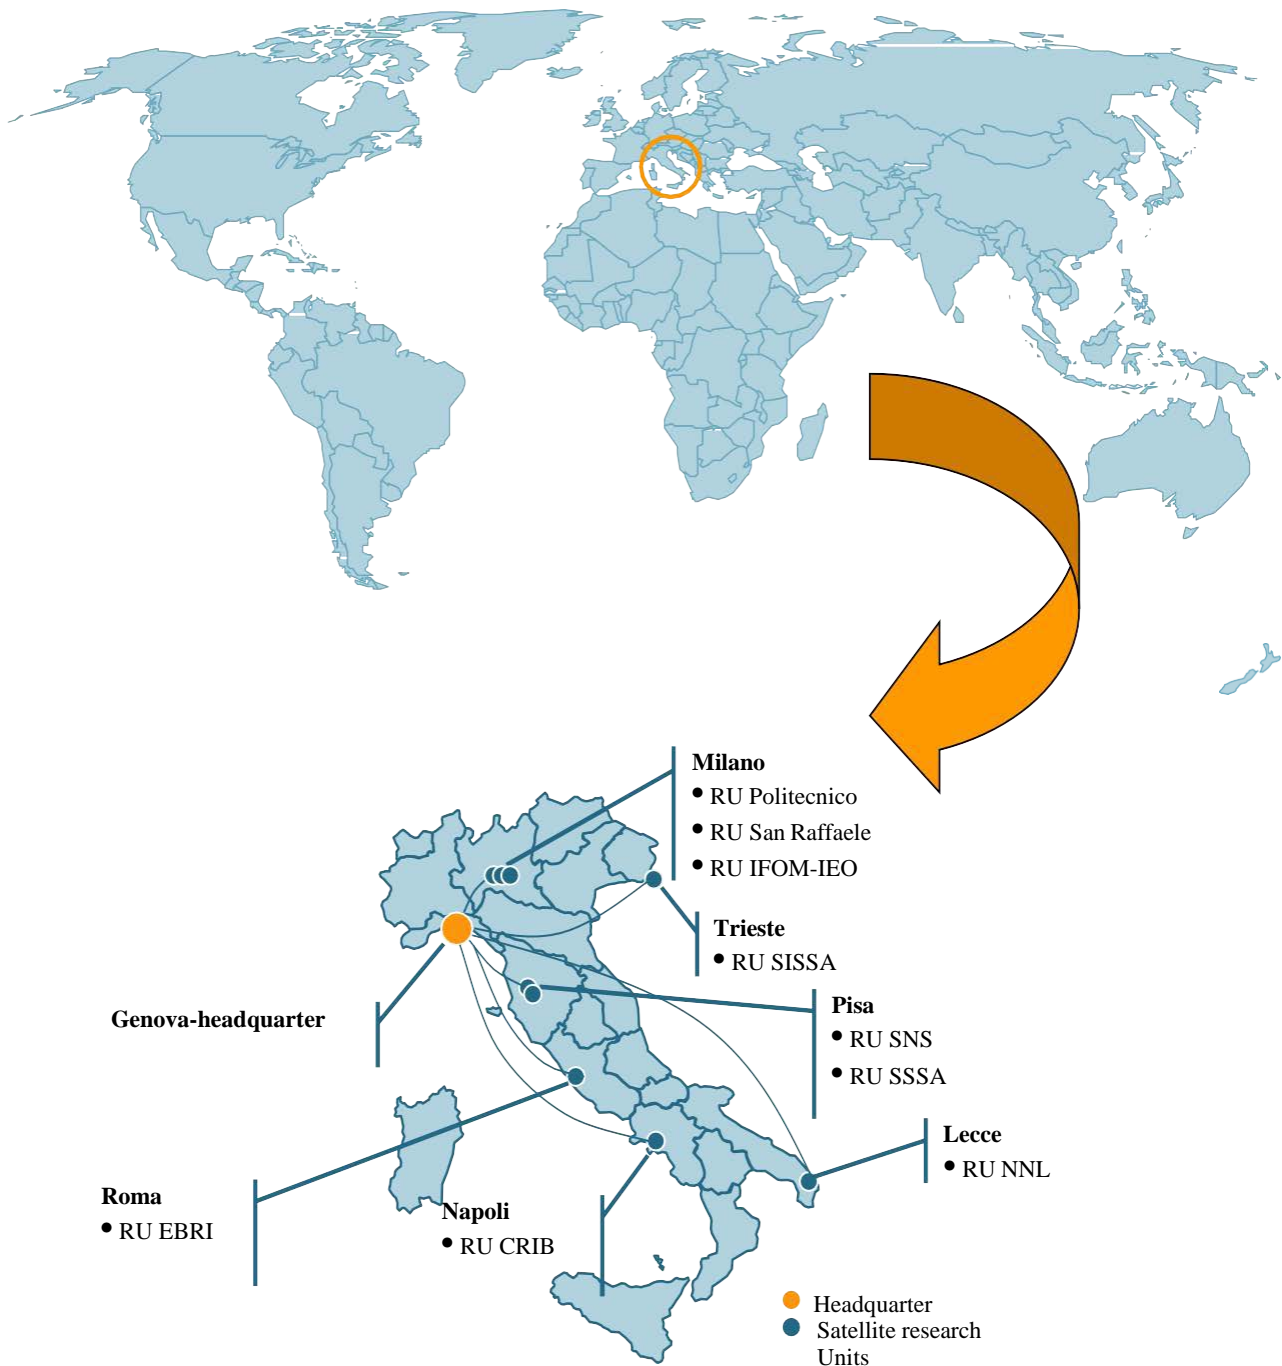 Milano
• RU Politecnico
• RU San Raffaele
• RU IFOM-IEO
Trieste
• RU SISSA
Genova-headquarter
Pisa
• RU SNS
• RU SSSA
Lecce
• RU NNL
Roma
• RU EBRI
Napoli
• RU CRIB
Headquarter
Satellite research
Units